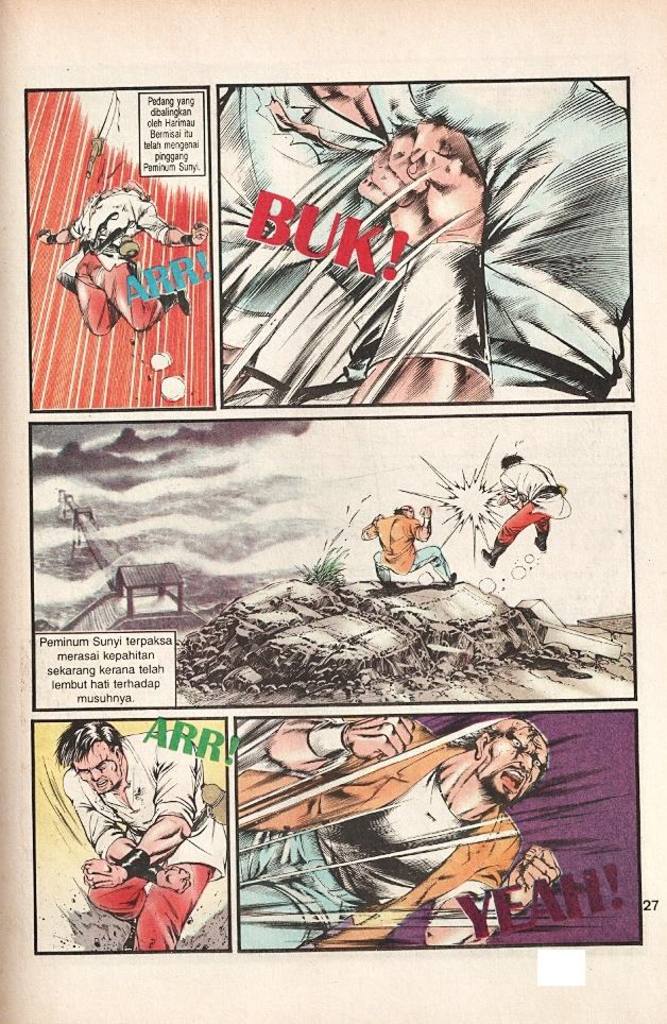 Pedang yang
dibalingkan
oleh Harimau
Bermisai itu
telah mengenai
pinggang
Peminum Sunyi.
ARR!
BUK!
Peminum Sunyi terpaksa
merasai kepahitan
sekarang kerana telah
lembut hati terhadap
musuhnya.
ARR!
YEAH!
27